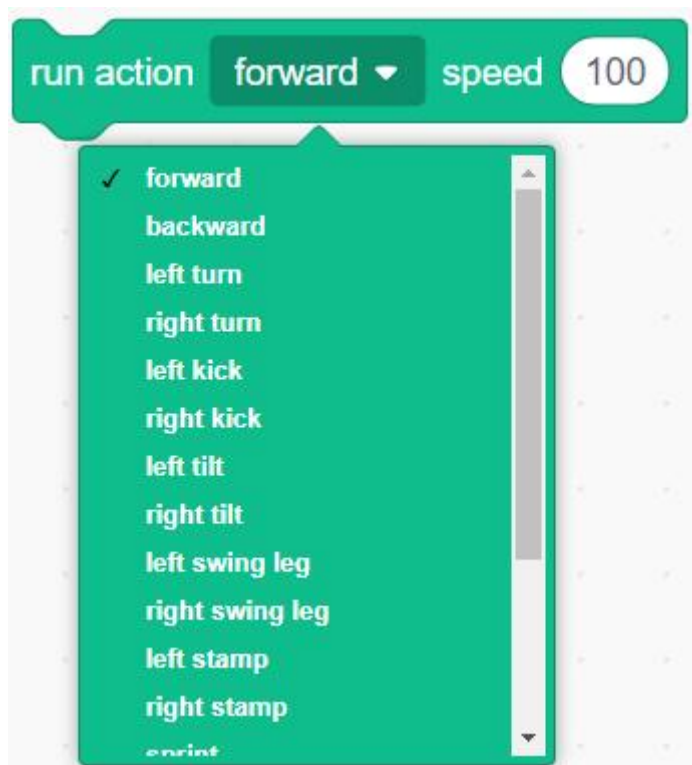 run action forward speed 100
forward
backward
left turn
right turn
left kick
right kick
left tilt
right tilt
left swing leg
right swing leg
left stamp
right stamp
sprint